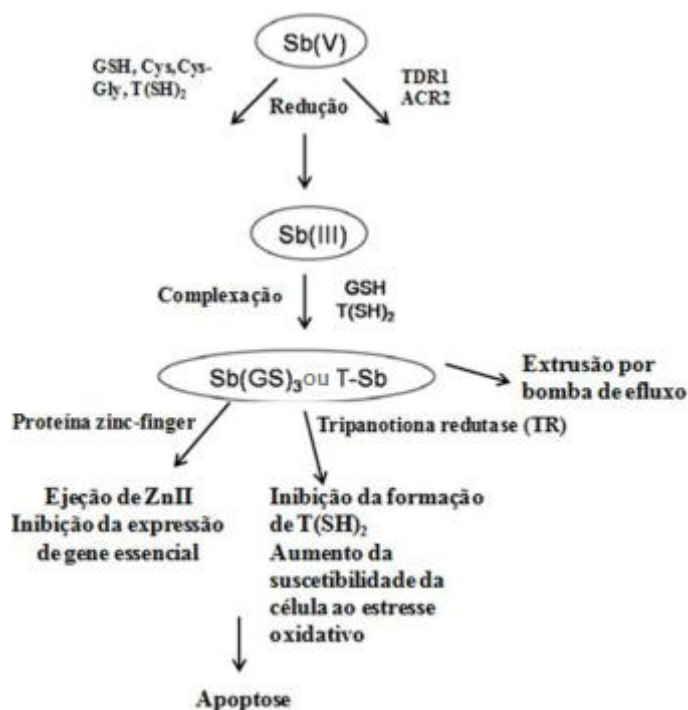 Sb(V)
GSH, Cys,Cys-
Gly, T(SH)₂
TDR1
ACR2
Redução
Sb(III)
Complexação
GSH
T(SH)₂
Sb(GS)₃ou T-Sb
Extrusão por
bomba de efluxo
Proteína zinc-finger
Tripanotiona redutase (TR)
Ejeção de ZnII
Inibição da expressão
de gene essencial
Inibição da formação
de T(SH)₂
Aumento da
suscetibilidade da
célula ao estresse
oxidativo
Apoptose